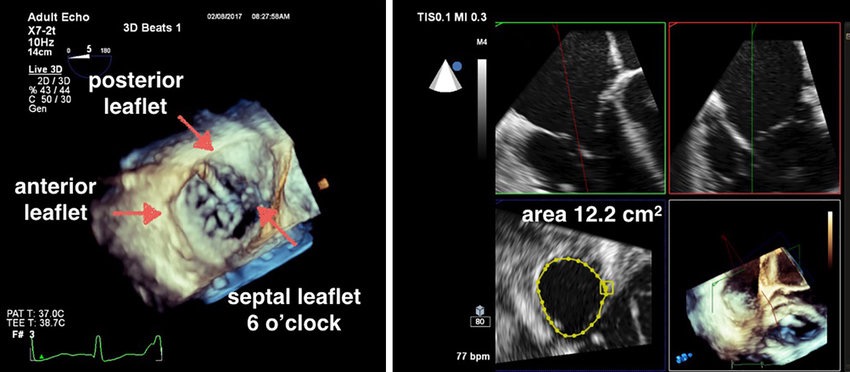 Adult Echo
X7-2t
10Hz
14cm
02/08/2017 08:27:58AM
3D Beats 1
0 5 180
Live 3D
2D / 3D
% 43 / 44
C 50 / 30
Gen
posterior
leaflet
anterior
leaflet
septal leaflet
6 o’clock
PAT T: 37.0C
TEE T: 38.7C
F# 3
TIS0.1 MI 0.3
M4
area 12.2 cm²
80
77 bpm